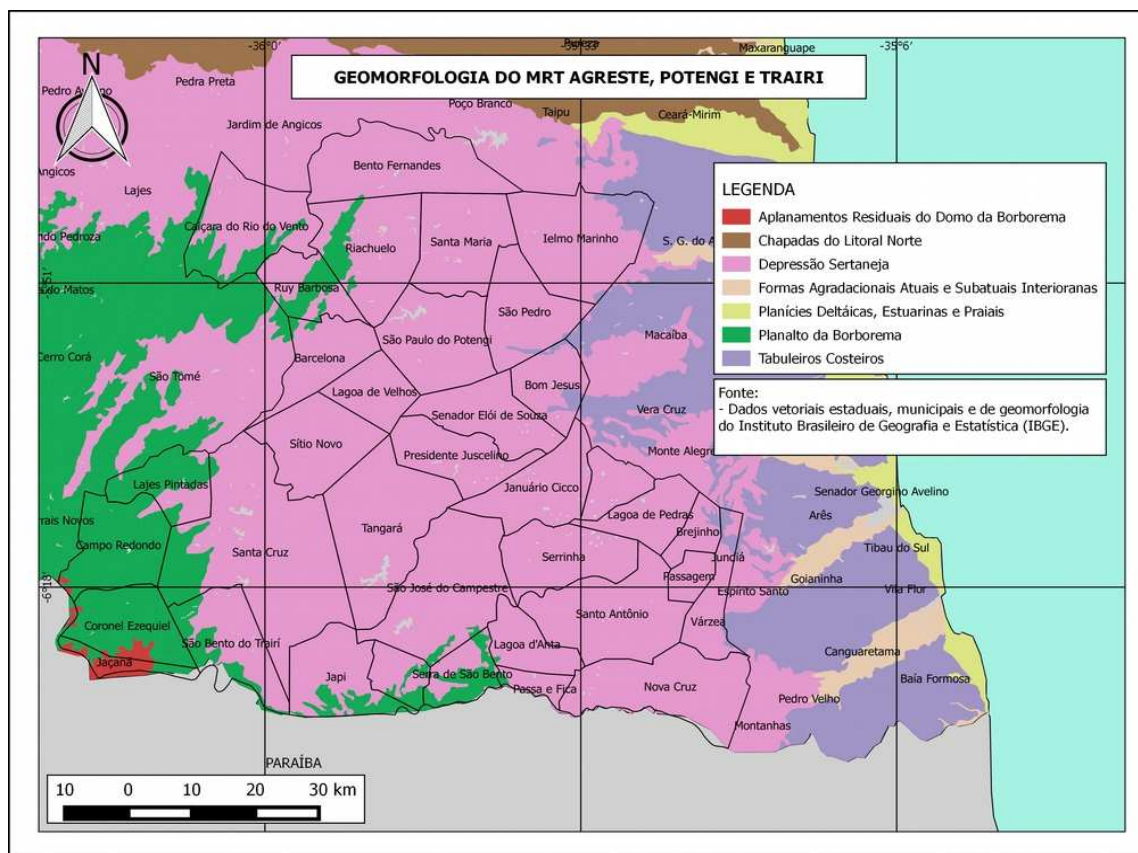 -36°0'
-35°6'
Maxaranguape
N
GEOMORFOLOGIA DO MRT AGRESTE, POTENGI E TRAIRI
Pedra Preta
Poço Branco
Taipu
Ceará-Mirim
Jardim de Angicos
Bento Fernandes
Angicos
Lajes
LEGENDA
Aplanamentos Residuais do Domo da Borborema
Chapadas do Litoral Norte
Depressão Sertaneja
Formas Agradacionais Atuais e Subatuais Interioranas
Planícies Deltáicas, Estuarinas e Praiais
Planalto da Borborema
Tabuleiros Costeiros
Caiçara do Rio do Vento
Riachuelo
Santa Maria
Ielmo Marinho
S. G. do A
Ruy Barbosa
São Pedro
Macaíba
São Paulo do Potengi
Cerro Corá
Barcelona
São Tomé
Lagoa de Velhos
Bom Jesus
Senador Elói de Souza
Vera Cruz
Fonte:
- Dados vetoriais estaduais, municipais e de geomorfologia
do Instituto Brasileiro de Geografia e Estatística (IBGE).
Sítio Novo
Presidente Juscelino
Monte Alegre
Lajes Pintadas
Januário Cicco
Senador Georgino Avelino
Lagoa de Pedras
Arês
Brejinho
Campo Redondo
Tangará
Santa Cruz
Serrinha
Jundiá
Tibau do Sul
Passagem
Goianinha
-6°18'
São José do Campestre
Espírito Santo
Vila Flor
Santo Antônio
Várzea
Coronel Ezequiel
São Bento do Trairí
Lagoa d'Anta
Canguaretama
Jaçanã
Japi
Serra de São Bento
Passa e Fica
Nova Cruz
Baía Formosa
Pedro Velho
Montanhas
PARAÍBA
10 0 10 20 30 km